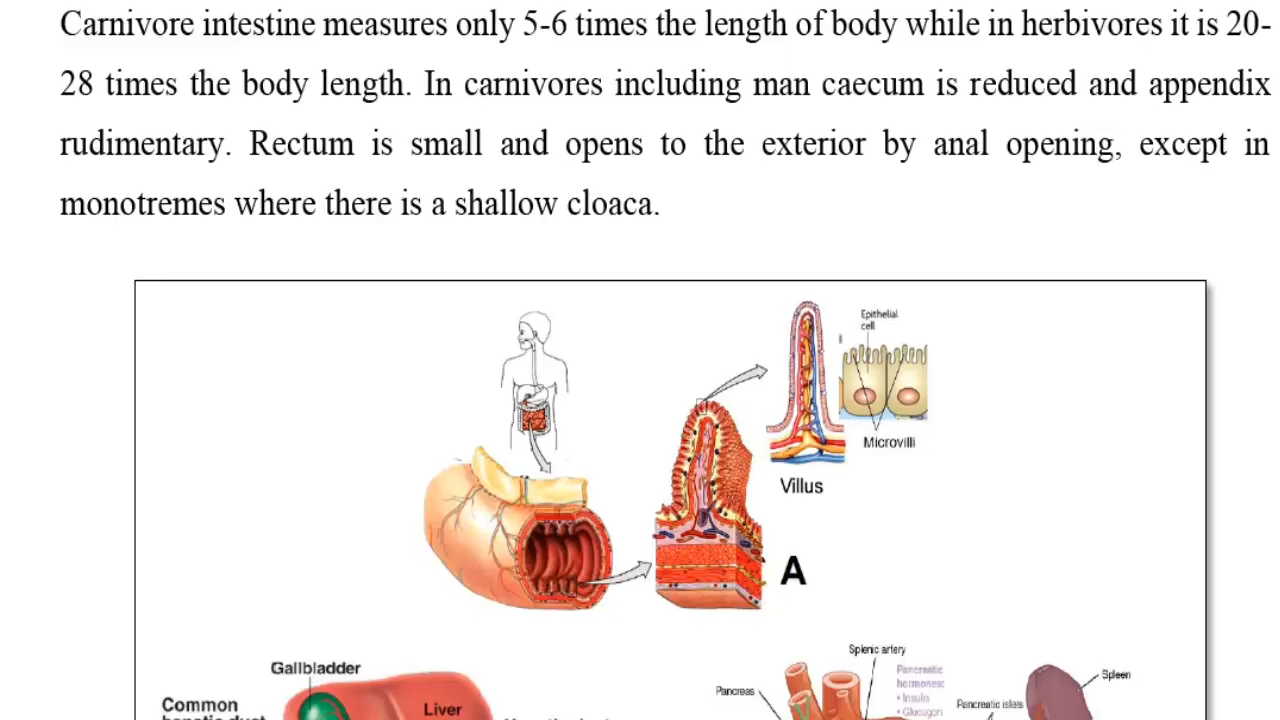 Carnivore intestine measures only 5-6 times the length of body while in herbivores it is 20-
28 times the body length. In carnivores including man caecum is reduced and appendix
rudimentary. Rectum is small and opens to the exterior by anal opening, except in
monotremes where there is a shallow cloaca.
Epithelial
cell
Microvilli
Villus
A
Gallbladder
Common
Liver
Splenic artery
Pancreas
Pancreatic
hormones:
• Insulin
• Glucagon
Pancreatic islets
Spleen